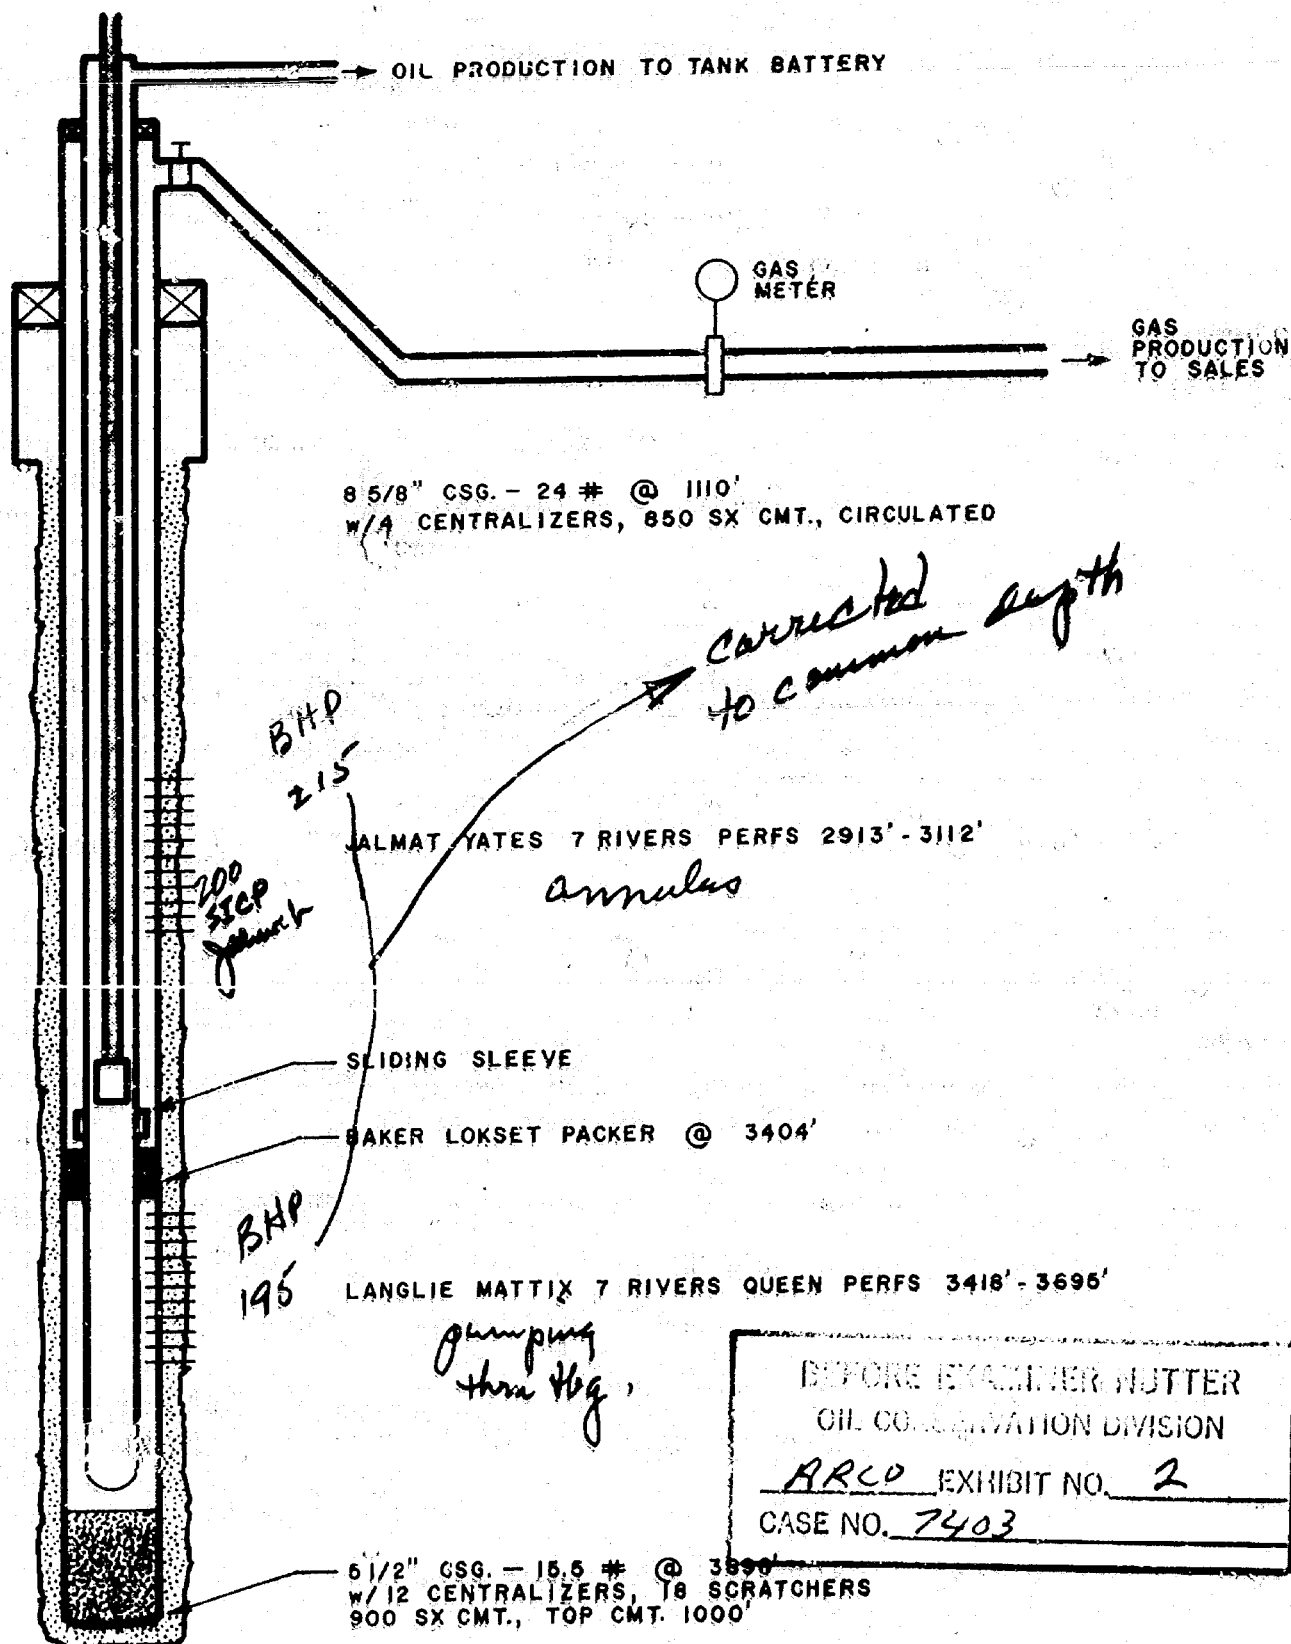 → OIL PRODUCTION TO TANK BATTERY
GAS
METER
GAS
PRODUCTION
TO SALES
8 5/8" CSG. - 24 # @ 1110'
w/4 CENTRALIZERS, 850 SX CMT., CIRCULATED
corrected
to common depth
BHP
215
JALMAT YATES 7 RIVERS PERFS 2913' - 3112'
annulus
200
SICP
SLIDING SLEEVE
BAKER LOKSET PACKER @ 3404'
BHP
195
LANGLIE MATTIX 7 RIVERS QUEEN PERFS 3418' - 3695'
pumping
thru tbg.
BEFORE EXAMINER NUTTER
OIL CONSERVATION DIVISION
ARCO EXHIBIT NO. 2
CASE NO. 7403
5 1/2" CSG. - 15.5 # @
w/ 12 CENTRALIZERS, 18 SCRATCHERS
900 SX CMT., TOP CMT. 1000'